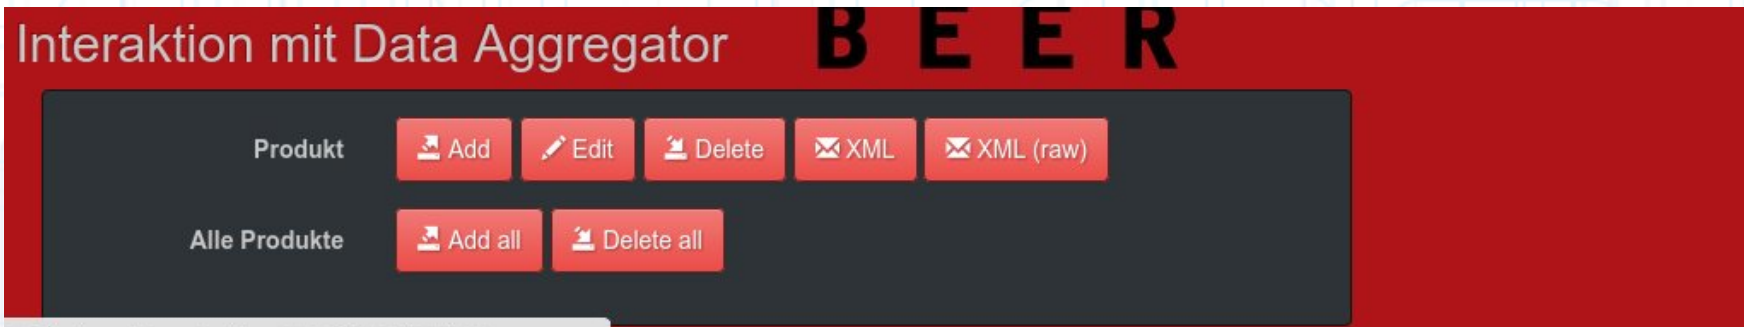 Interaktion mit Data Aggregator BEER
Produkt Add Edit Delete XML XML (raw)
Alle Produkte Add all Delete all